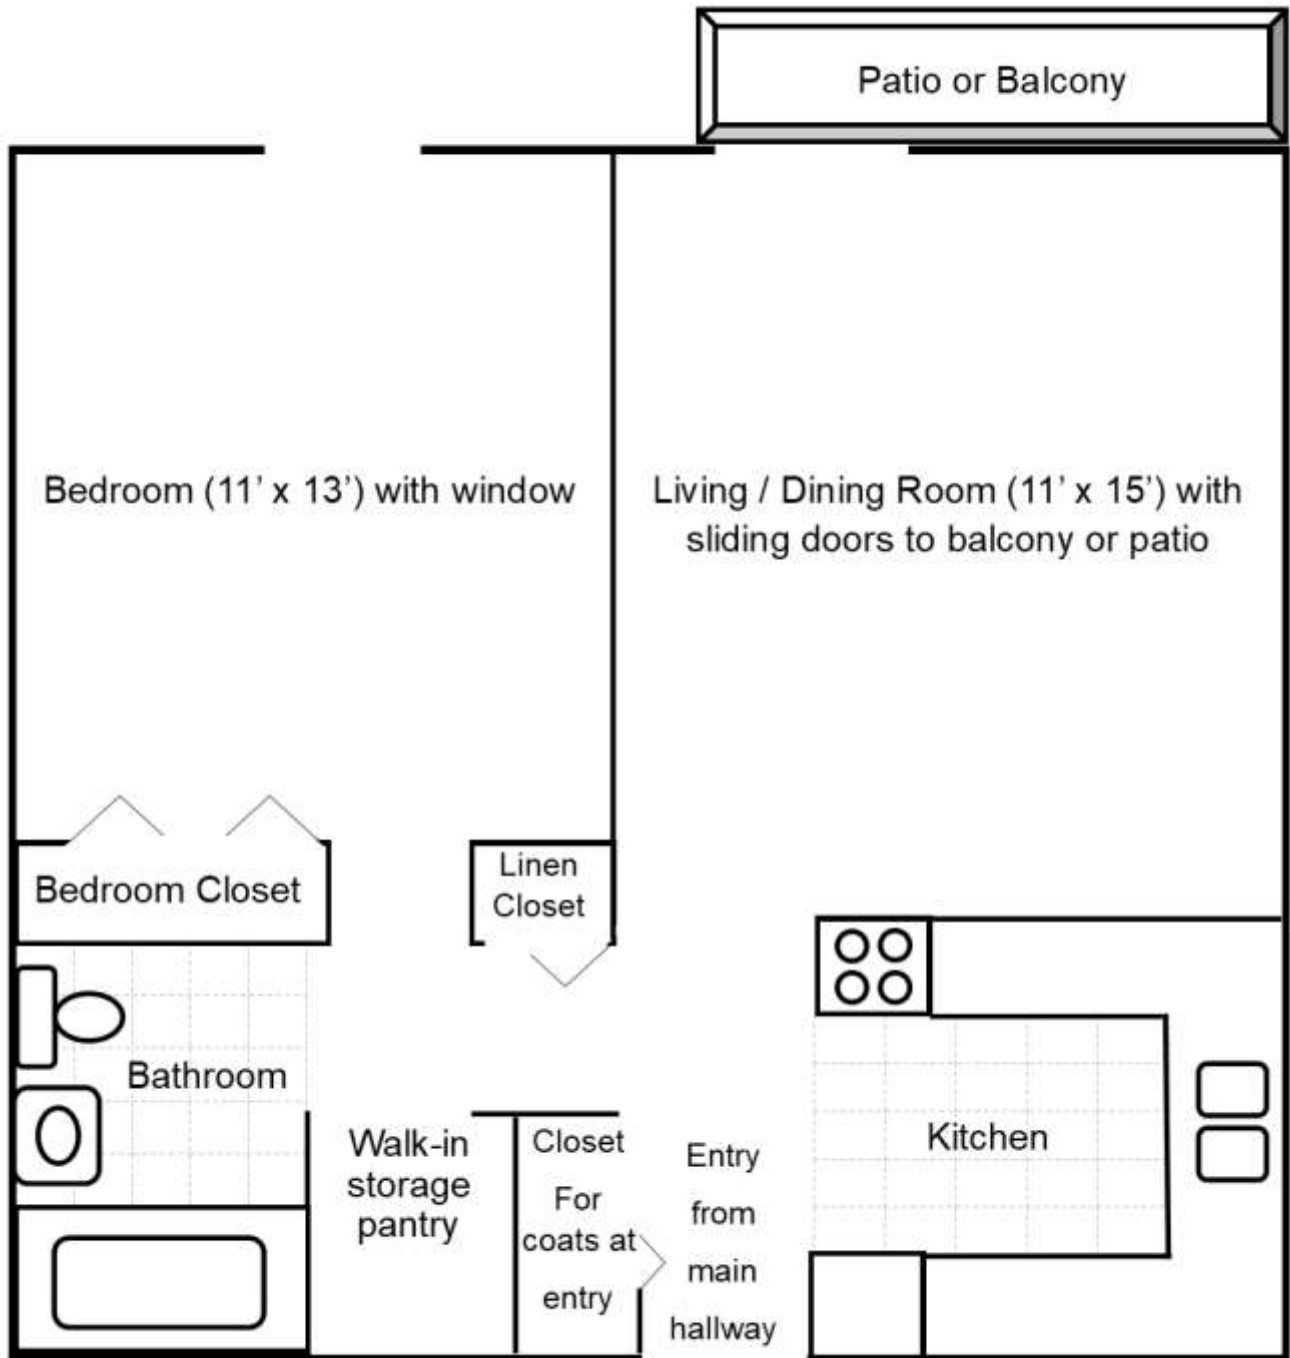 Patio or Balcony
Bedroom (11’ x 13’) with window
Living / Dining Room (11’ x 15’) with
sliding doors to balcony or patio
Bedroom Closet
Linen
Closet
Bathroom
Walk-in
storage
pantry
Closet
For
coats at
entry
Entry
from
main
hallway
Kitchen